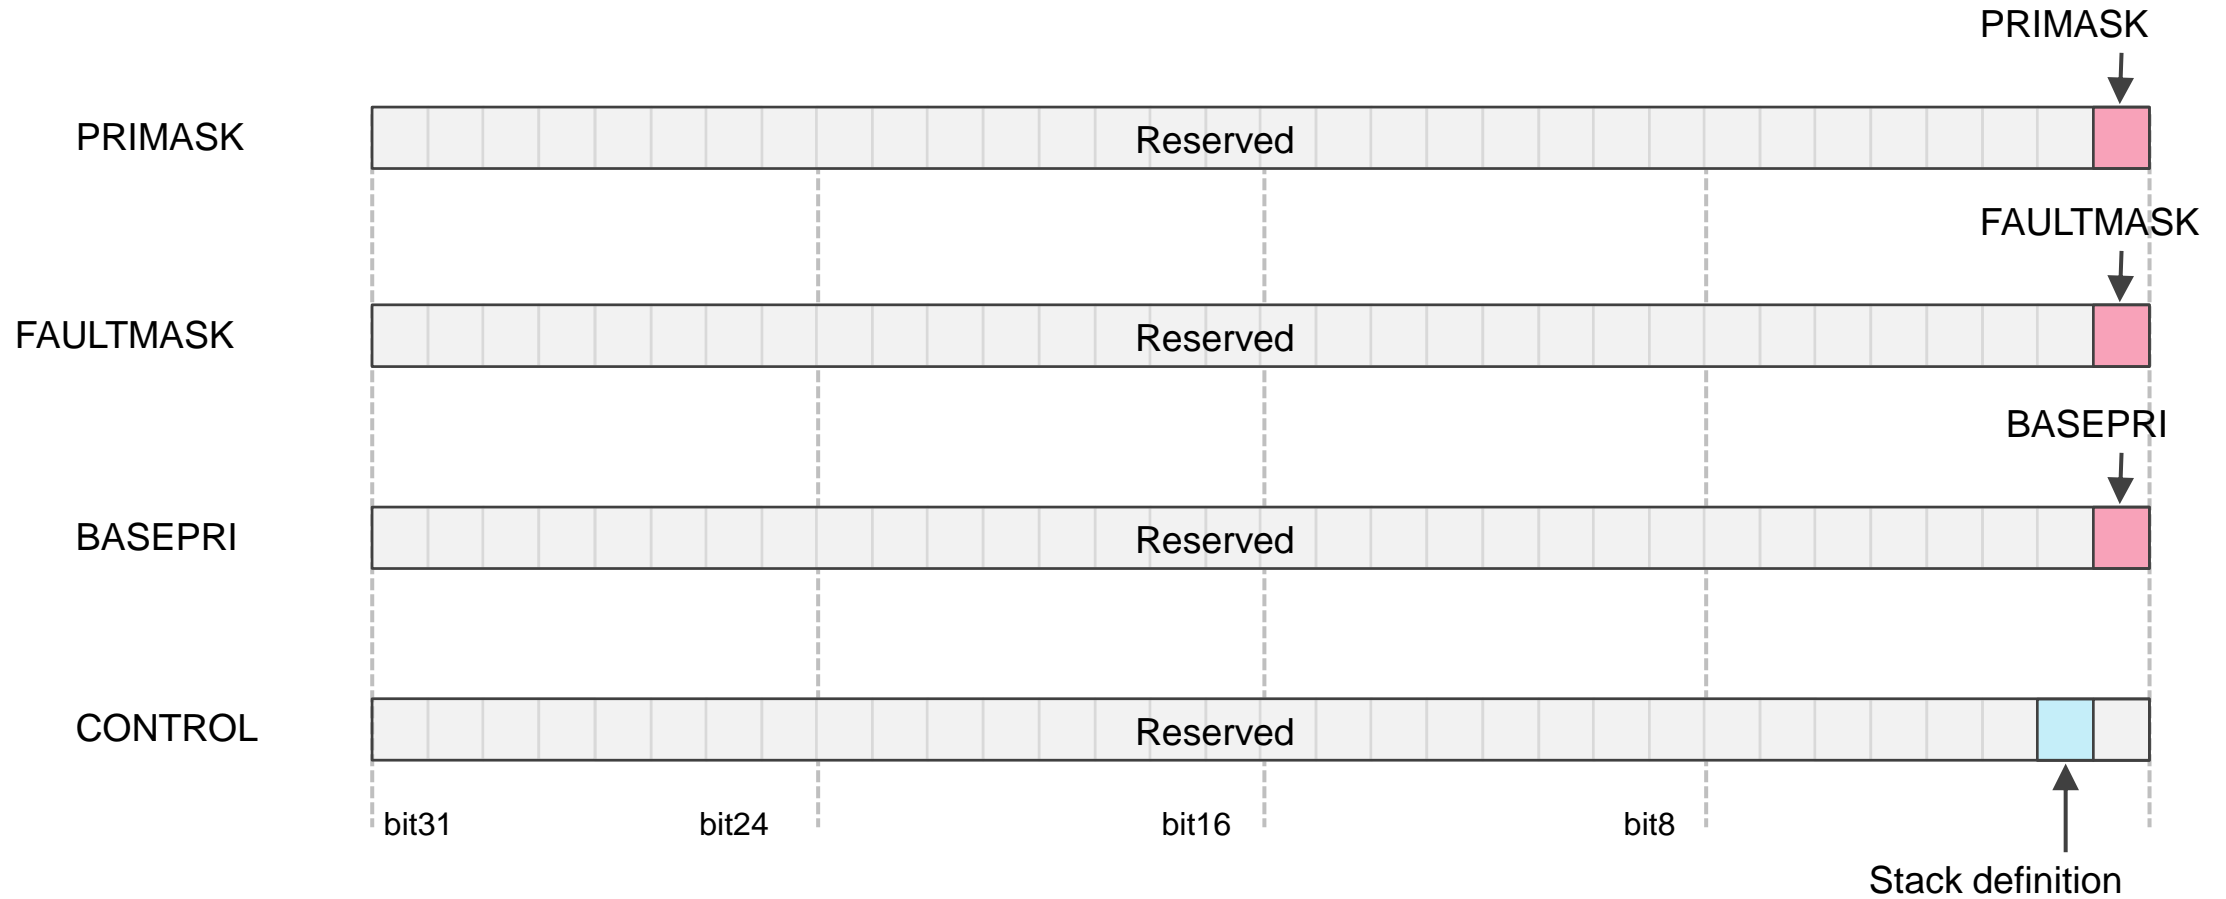 PRIMASK
PRIMASK
Reserved
FAULTMASK
FAULTMASK
Reserved
BASEPRI
BASEPRI
Reserved
CONTROL
Reserved
bit31
bit24
bit16
bit8
Stack definition